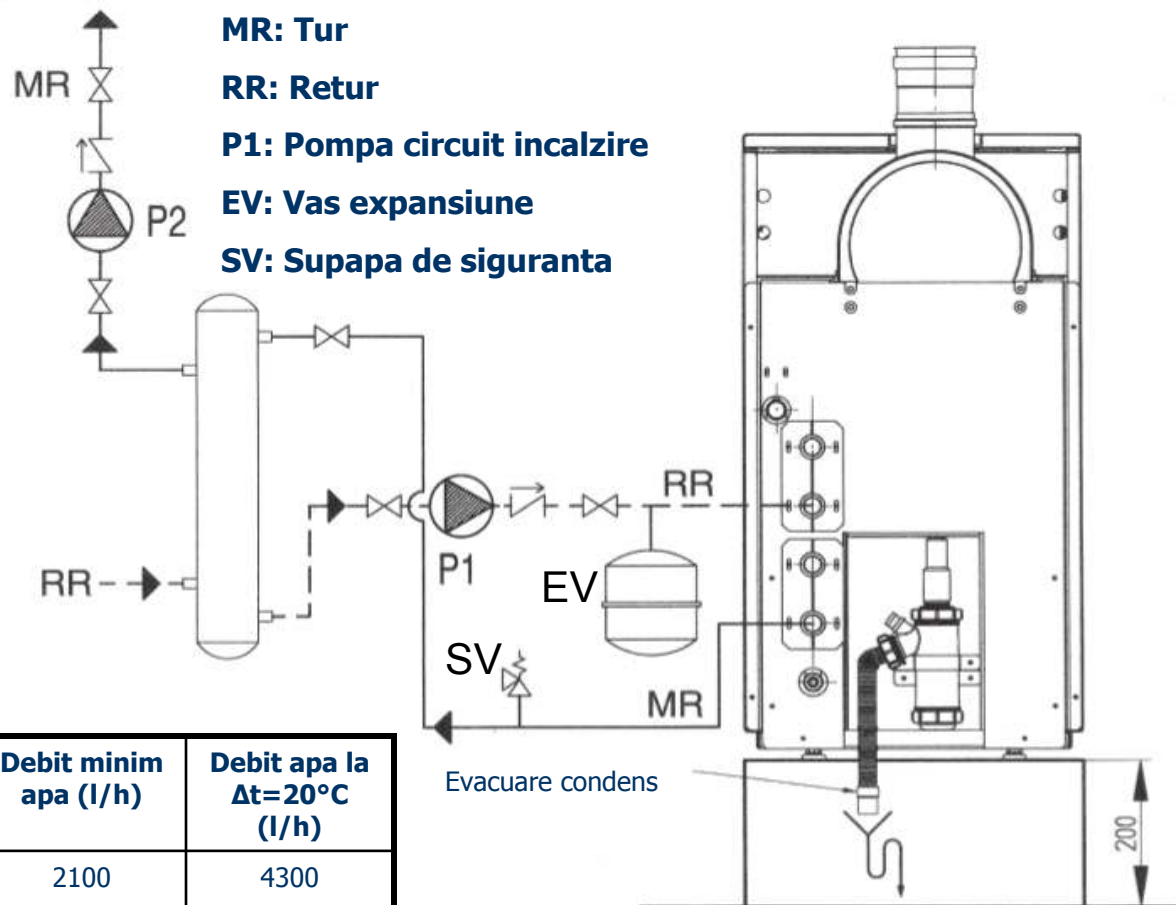 MR: Tur
RR: Retur
P1: Pompa circuit incalzire
EV: Vas expansiune
SV: Supapa de siguranta
MR
P2
RR
P1
RR
EV
SV
MR
Debit minim
apa (l/h)
Debit apa la
Δt=20°C
(l/h)
2100
4300
Evacuare condens
200